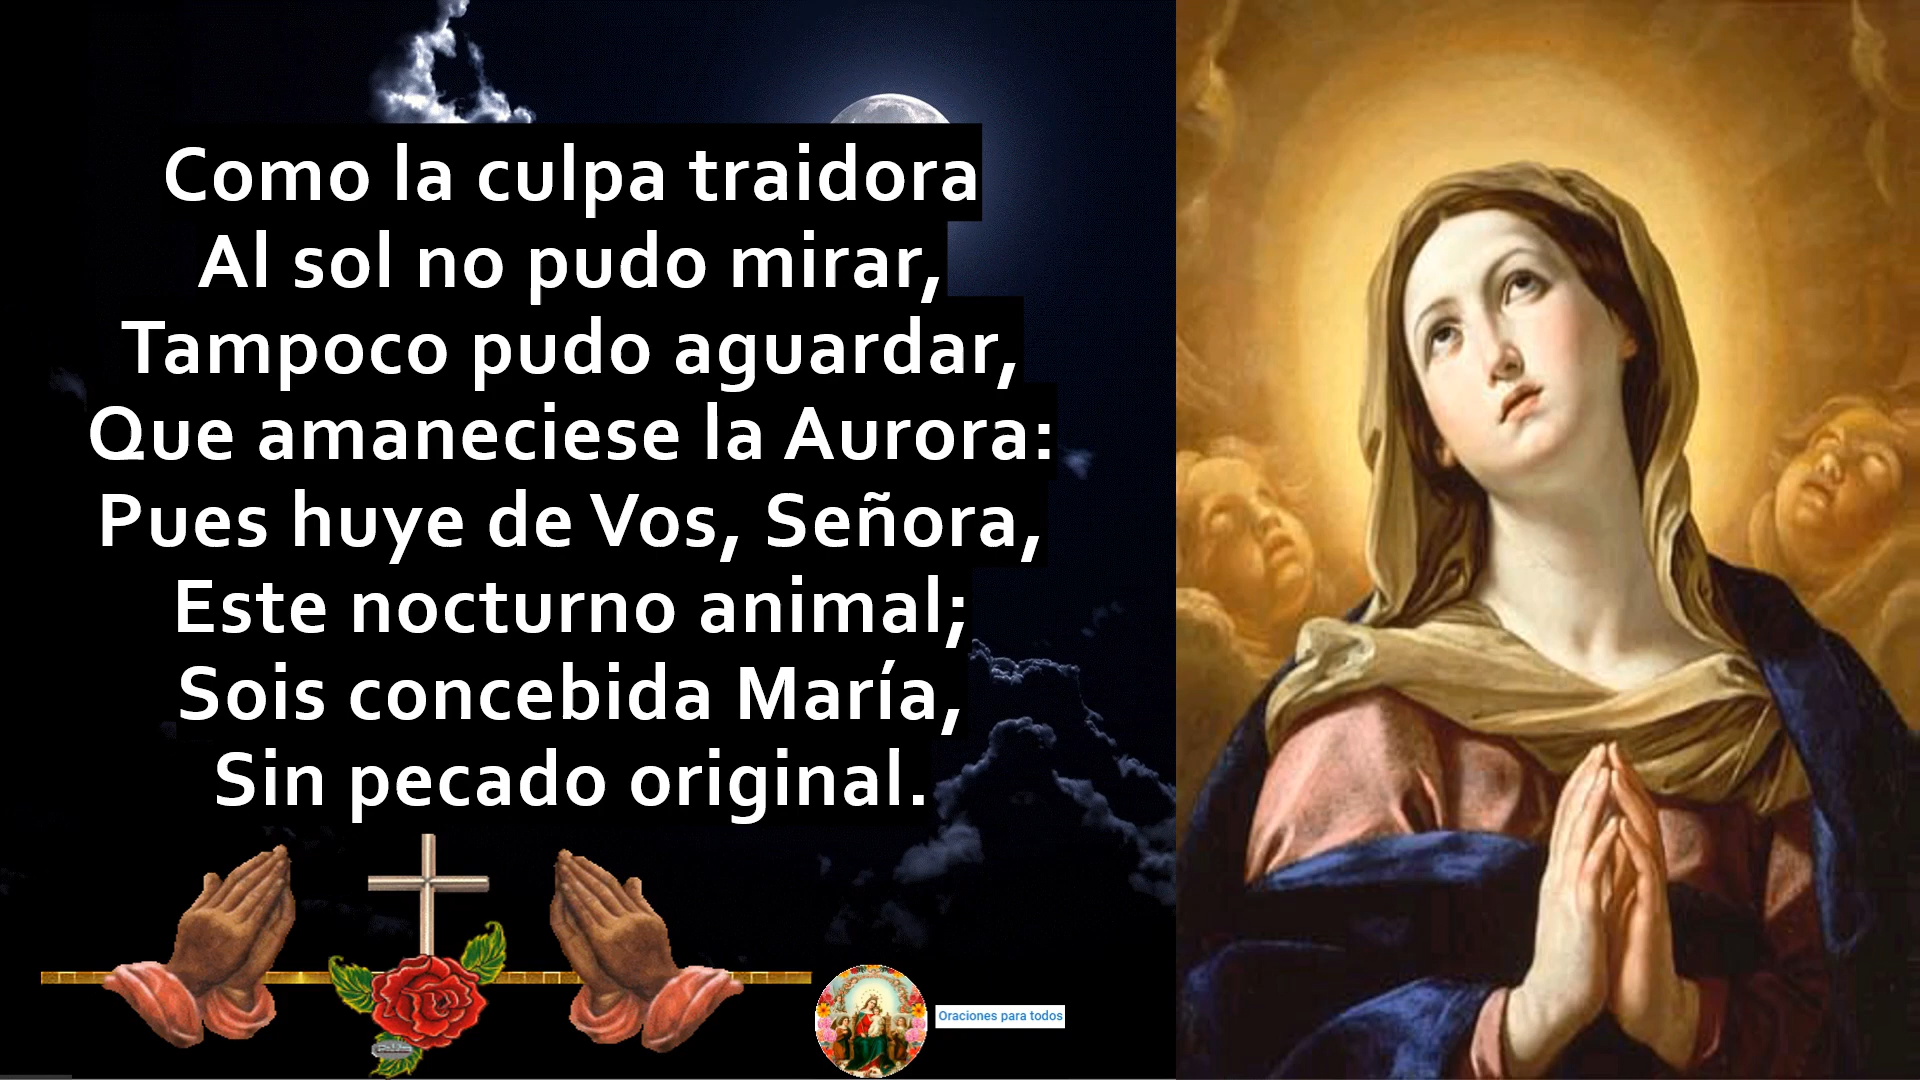 Como la culpa traidora
Al sol no pudo mirar,
Tampoco pudo aguardar,
Que amaneciese la Aurora:
Pues huye de Vos, Señora,
Este nocturno animal;
Sois concebida María,
Sin pecado original.
Oraciones para todos